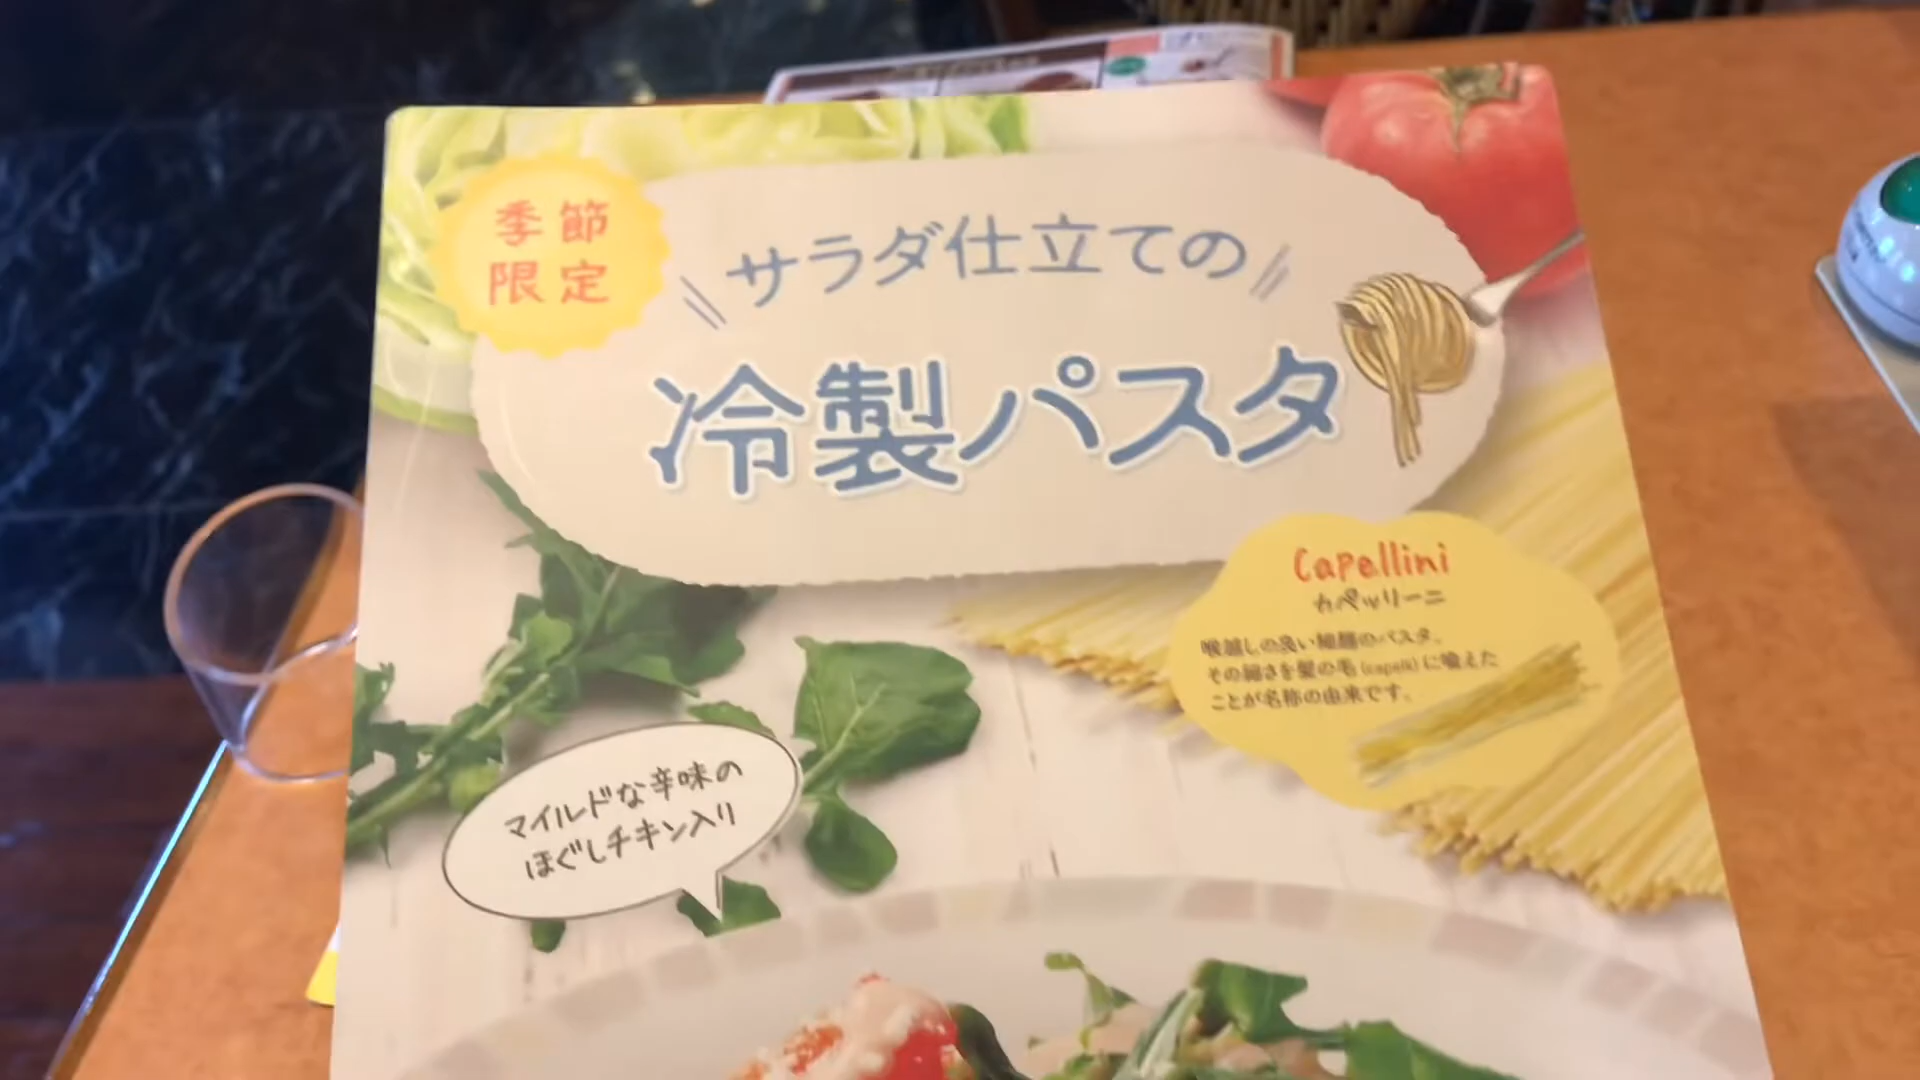 季節
限定
サラダ仕立ての
冷製パスタ
Capellini
カペッリーニ
喉越しの良い細麺のパスタ。
その細さを髪の毛(capelli)に喩えた
ことが名称の由来です。
マイルドな辛味の
ほぐしチキン入り